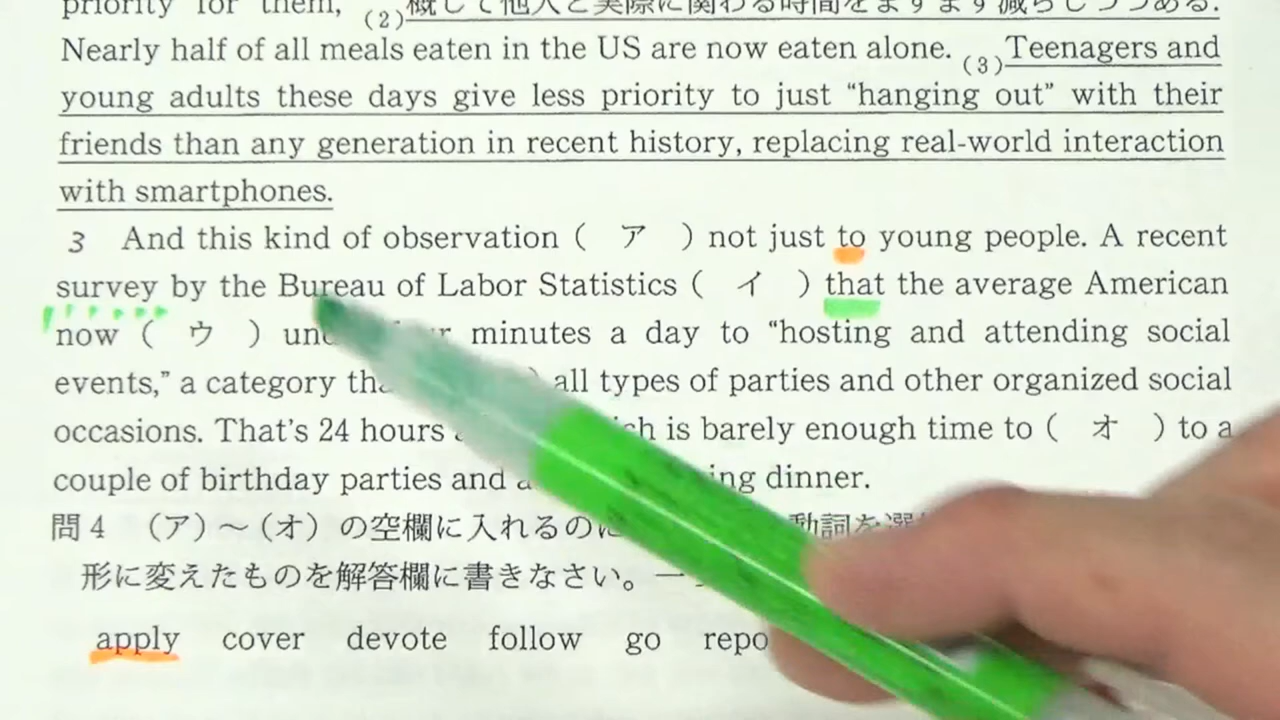 priority for them, (2)概して他人と実際に関わる時間をますます減らしつつある.
Nearly half of all meals eaten in the US are now eaten alone. (3)Teenagers and
young adults these days give less priority to just “hanging out” with their
friends than any generation in recent history, replacing real-world interaction
with smartphones.
3 And this kind of observation ( ア ) not just to young people. A recent
survey by the Bureau of Labor Statistics ( イ ) that the average American
now ( ウ ) minutes a day to “hosting and attending social
events,” a category all types of parties and other organized social
occasions. That’s 24 hours is barely enough time to ( オ ) to a
couple of birthday parties and dinner.
問4 （ア）～（オ）の空欄に入れるのに 動詞を
形に変えたものを解答欄に書きなさい。
apply cover devote follow go